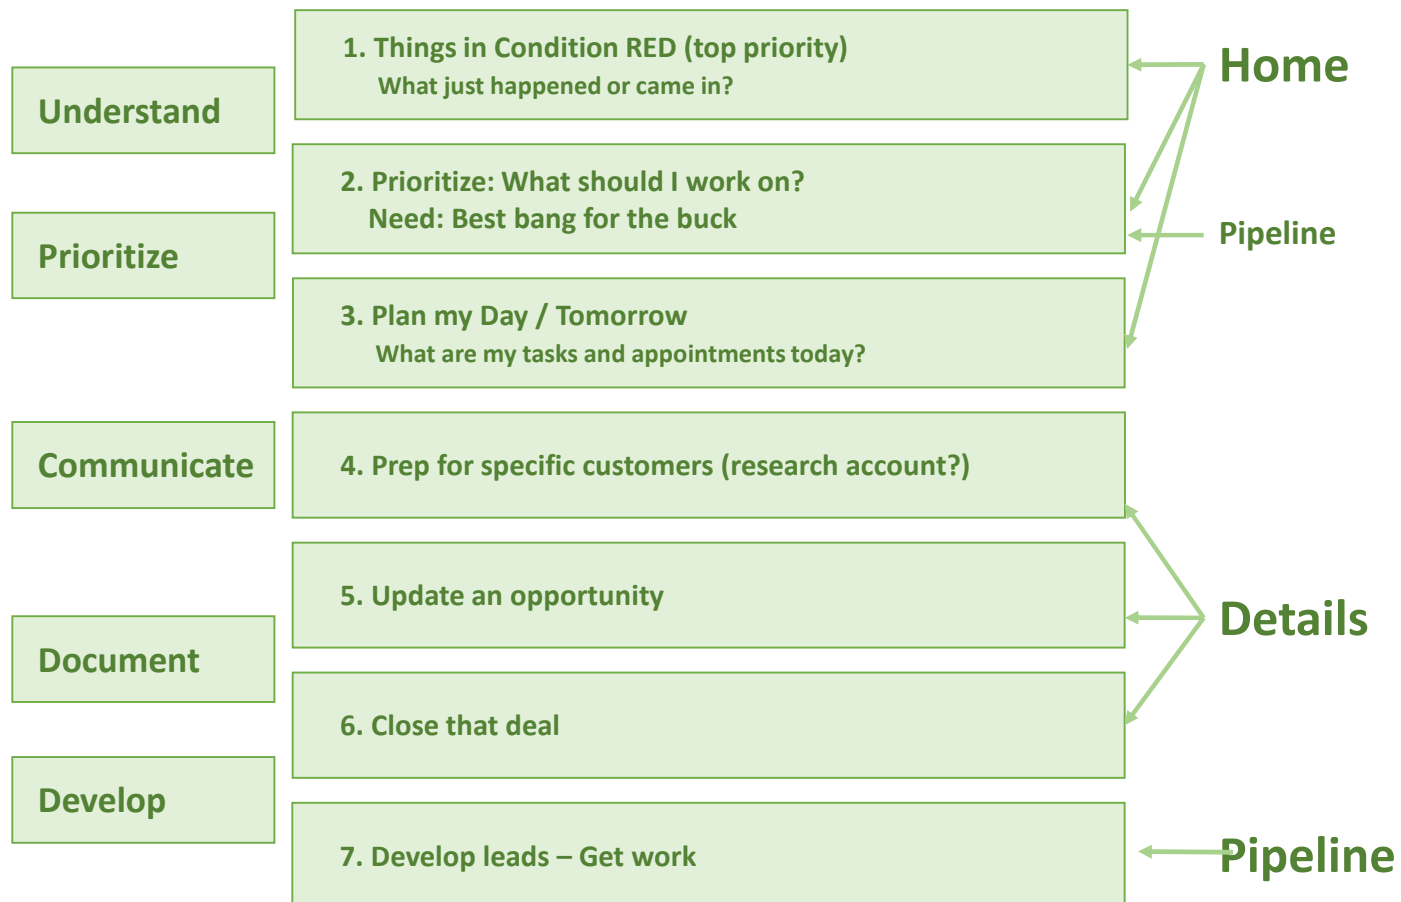 Understand
Prioritize
Communicate
Document
Develop
1. Things in Condition RED (top priority)
What just happened or came in?
2. Prioritize: What should I work on?
Need: Best bang for the buck
3. Plan my Day / Tomorrow
What are my tasks and appointments today?
4. Prep for specific customers (research account?)
5. Update an opportunity
6. Close that deal
7. Develop leads – Get work
Home
Pipeline
Details
Pipeline